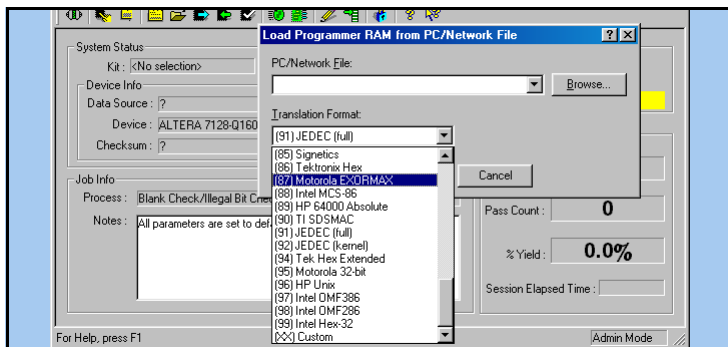 Load Programmer RAM from PC/Network File
System Status
Kit : <No selection>
Device Info
Data Source : ?
Device : ALTERA 7128-Q160
Checksum : ?
Job Info
Process : Blank Check/Illegal Bit
Notes : All parameters are set to
PC/Network File:
Browse...
Translation Format:
(91) JEDEC (full)
(85) Signetics
(86) Tektronix Hex
(87) Motorola EXORMAX
(88) Intel MCS-86
(89) HP 64000 Absolute
(90) TI SDSMAC
(91) JEDEC (full)
(92) JEDEC (kernel)
(94) Tek Hex Extended
(95) Motorola 32-bit
(96) HP Unix
(97) Intel OMF386
(98) Intel OMF286
(99) Intel Hex-32
(XX) Custom
Cancel
Pass Count : 0
% Yield : 0.0%
Session Elapsed Time :
For Help, press F1
Admin Mode